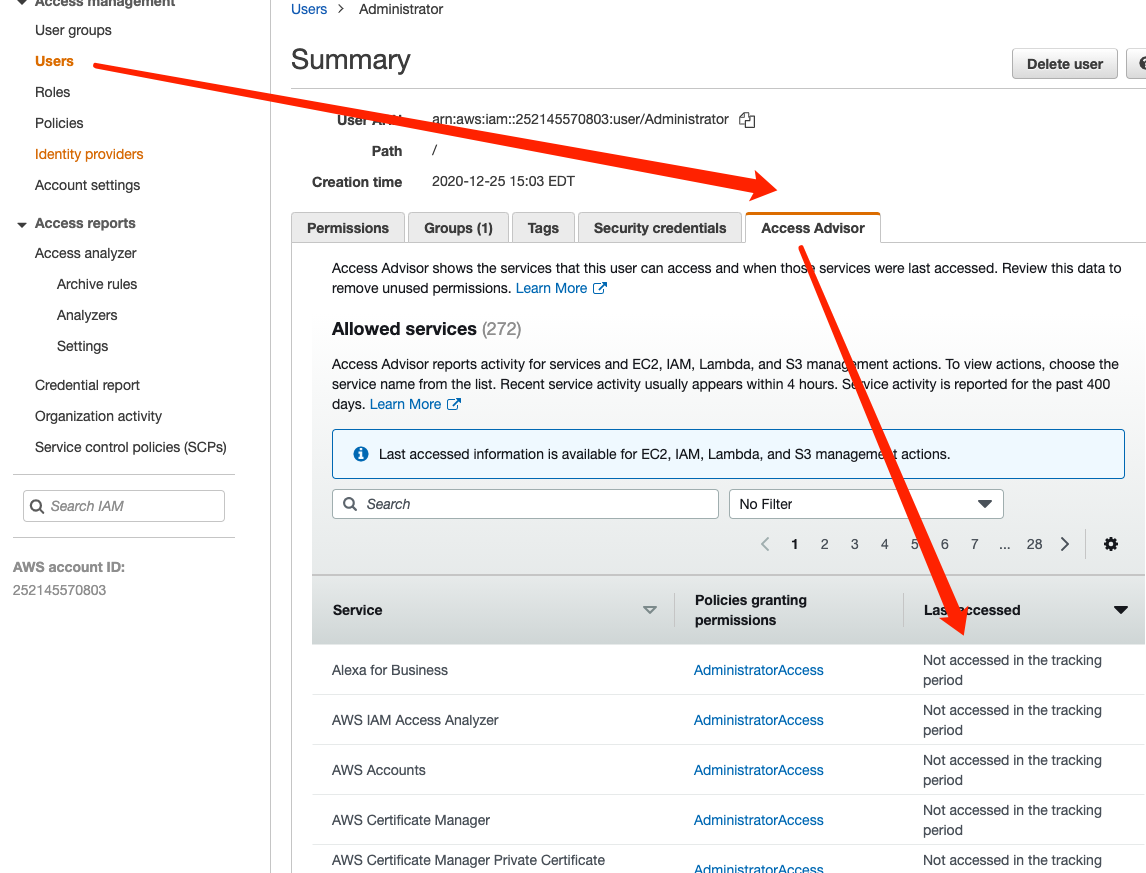 Access management
User groups
Users
Roles
Policies
Identity providers
Account settings
Access reports
Access analyzer
Archive rules
Analyzers
Settings
Credential report
Organization activity
Service control policies (SCPs)
Search IAM
AWS account ID:
252145570803
Users > Administrator
Summary
Delete user
User ARN arn:aws:iam::252145570803:user/Administrator
Path /
Creation time 2020-12-25 15:03 EDT
Permissions Groups (1) Tags Security credentials Access Advisor
Access Advisor shows the services that this user can access and when those services were last accessed. Review this data to
remove unused permissions. Learn More
Allowed services (272)
Access Advisor reports activity for services and EC2, IAM, Lambda, and S3 management actions. To view actions, choose the
service name from the list. Recent service activity usually appears within 4 hours. Service activity is reported for the past 400
days. Learn More
Last accessed information is available for EC2, IAM, Lambda, and S3 management actions.
Search No Filter
1 2 3 4 5 6 7 ... 28
Service Policies granting permissions Last accessed
Alexa for Business AdministratorAccess Not accessed in the tracking period
AWS IAM Access Analyzer AdministratorAccess Not accessed in the tracking period
AWS Accounts AdministratorAccess Not accessed in the tracking period
AWS Certificate Manager AdministratorAccess Not accessed in the tracking period
AWS Certificate Manager Private Certificate AdministratorAccess Not accessed in the tracking